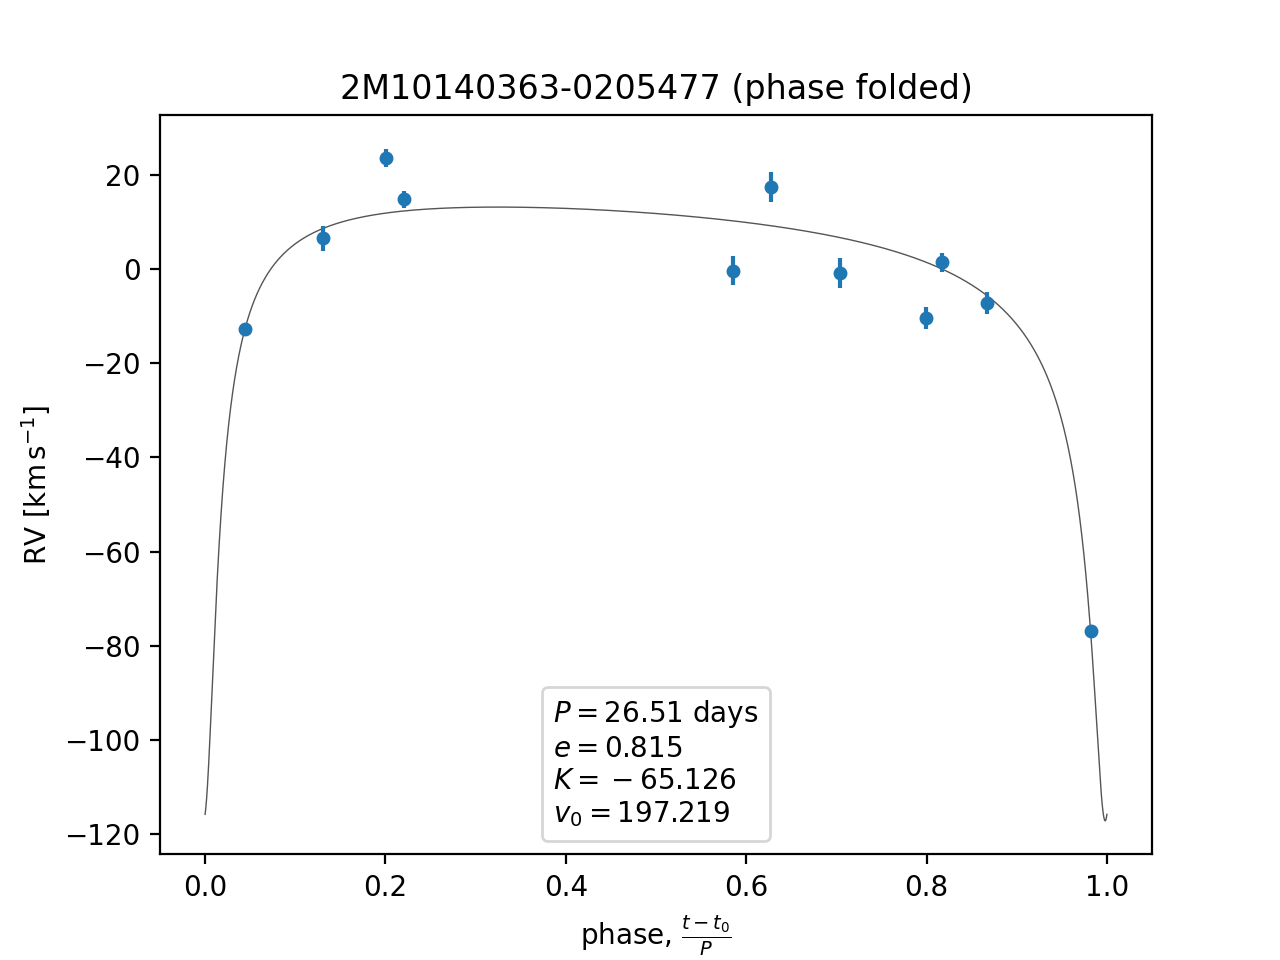 2M10140363-0205477 (phase folded)
20
0
−20
−40
−60
−80
−100
−120
RV [km s⁻¹]
P = 26.51 days
e = 0.815
K = −65.126
v₀ = 197.219
0.0 0.2 0.4 0.6 0.8 1.0
phase, (t − t₀)/P